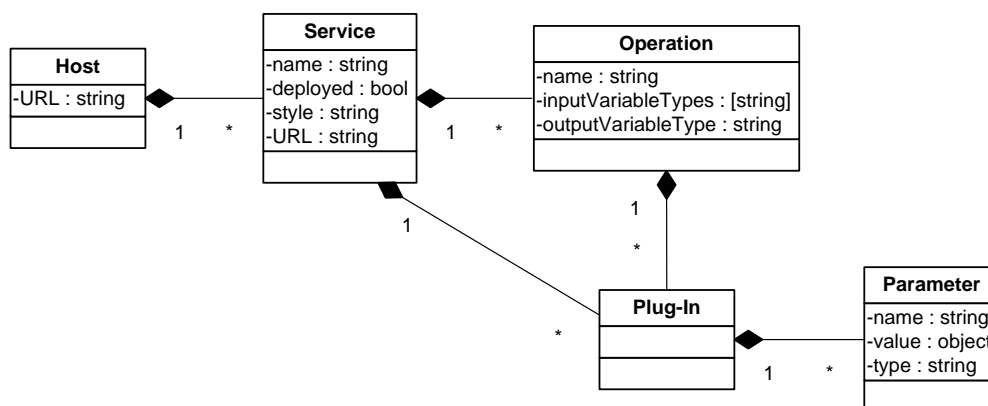 Host
-URL : string
1
*
Service
-name : string
-deployed : bool
-style : string
-URL : string
1
*
Operation
-name : string
-inputVariableTypes : [string]
-outputVariableType : string
1
*
1
*
Plug-In
1
*
Parameter
-name : string
-value : object
-type : string